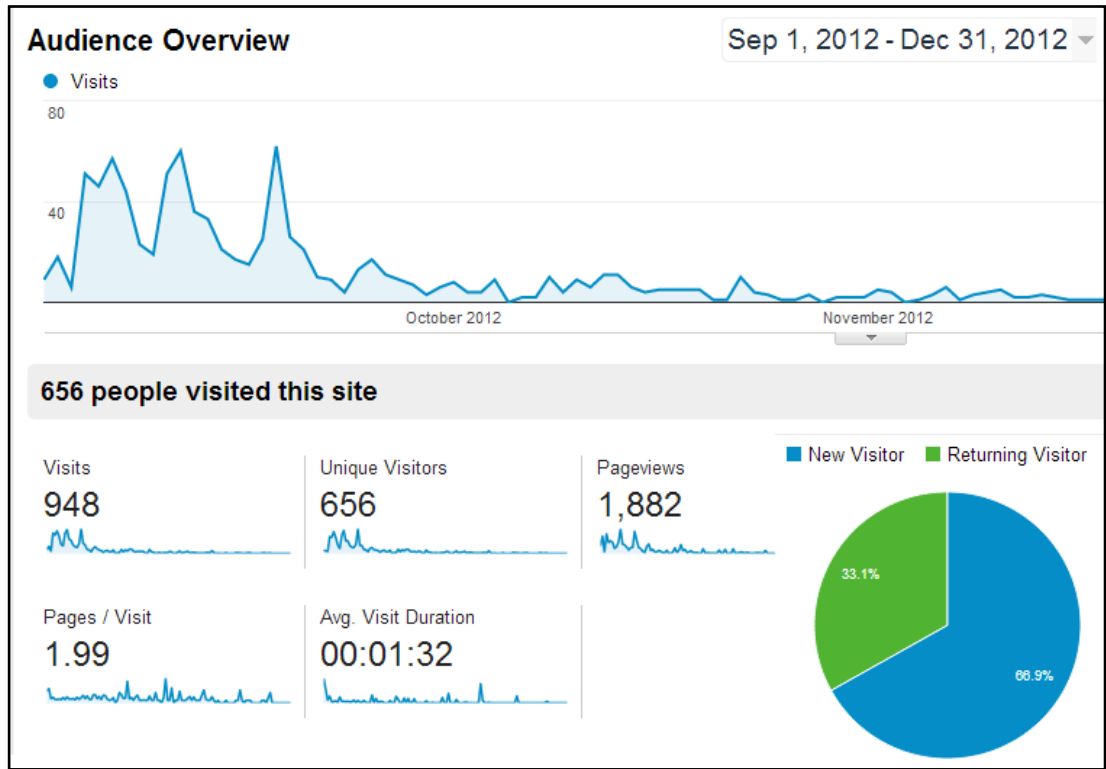 Audience Overview
Sep 1, 2012 - Dec 31, 2012
Visits
80
40
October 2012
November 2012
656 people visited this site
Visits
948
Unique Visitors
656
Pageviews
1,882
Pages / Visit
1.99
Avg. Visit Duration
00:01:32
New Visitor
Returning Visitor
33.1%
66.9%